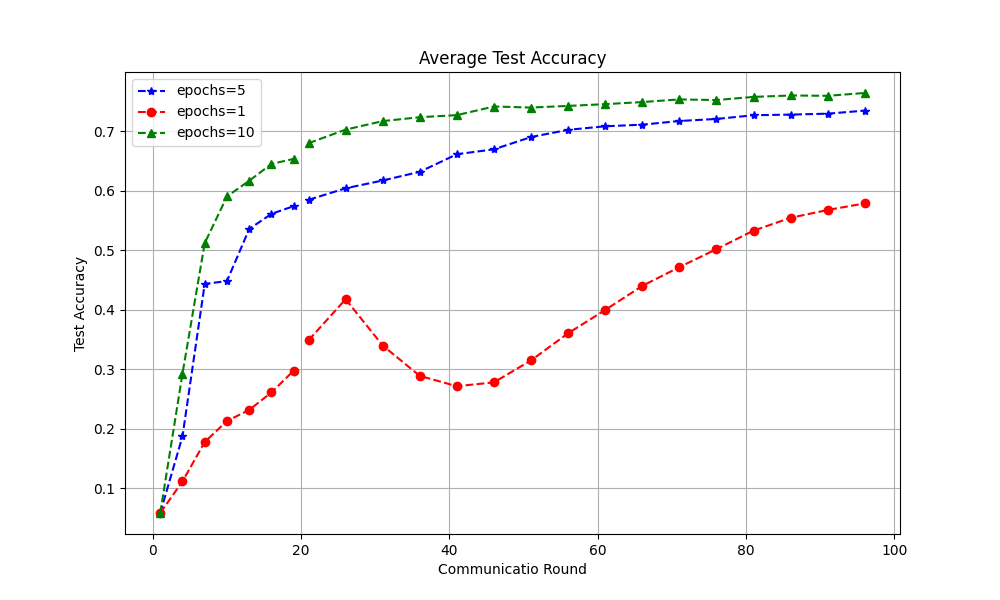 Average Test Accuracy
epochs=5
epochs=1
epochs=10
Test Accuracy
0.7
0.6
0.5
0.4
0.3
0.2
0.1
0 20 40 60 80 100
Communicatio Round